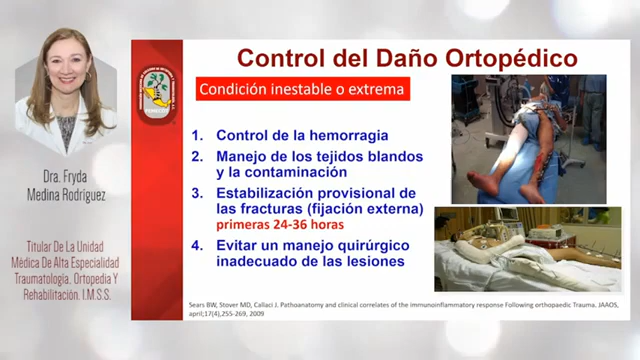 Control del Daño Ortopédico
Condición inestable o extrema
1. Control de la hemorragia
2. Manejo de los tejidos blandos
y la contaminación
3. Estabilización provisional de
las fracturas (fijación externa)
primeras 24-36 horas
4. Evitar un manejo quirúrgico
inadecuado de las lesiones
Sears BW, Stover MD, Callaci J. Pathoanatomy and clinical correlates of the immunoinflammatory response Following orthopaedic Trauma, JAAOS,
april;17(4),255-269, 2009
Dra. Fryda
Medina Rodríguez
Titular De La Unidad
Médica De Alta Especialidad
Traumatología, Ortopedia Y
Rehabilitación. I.M.S.S.